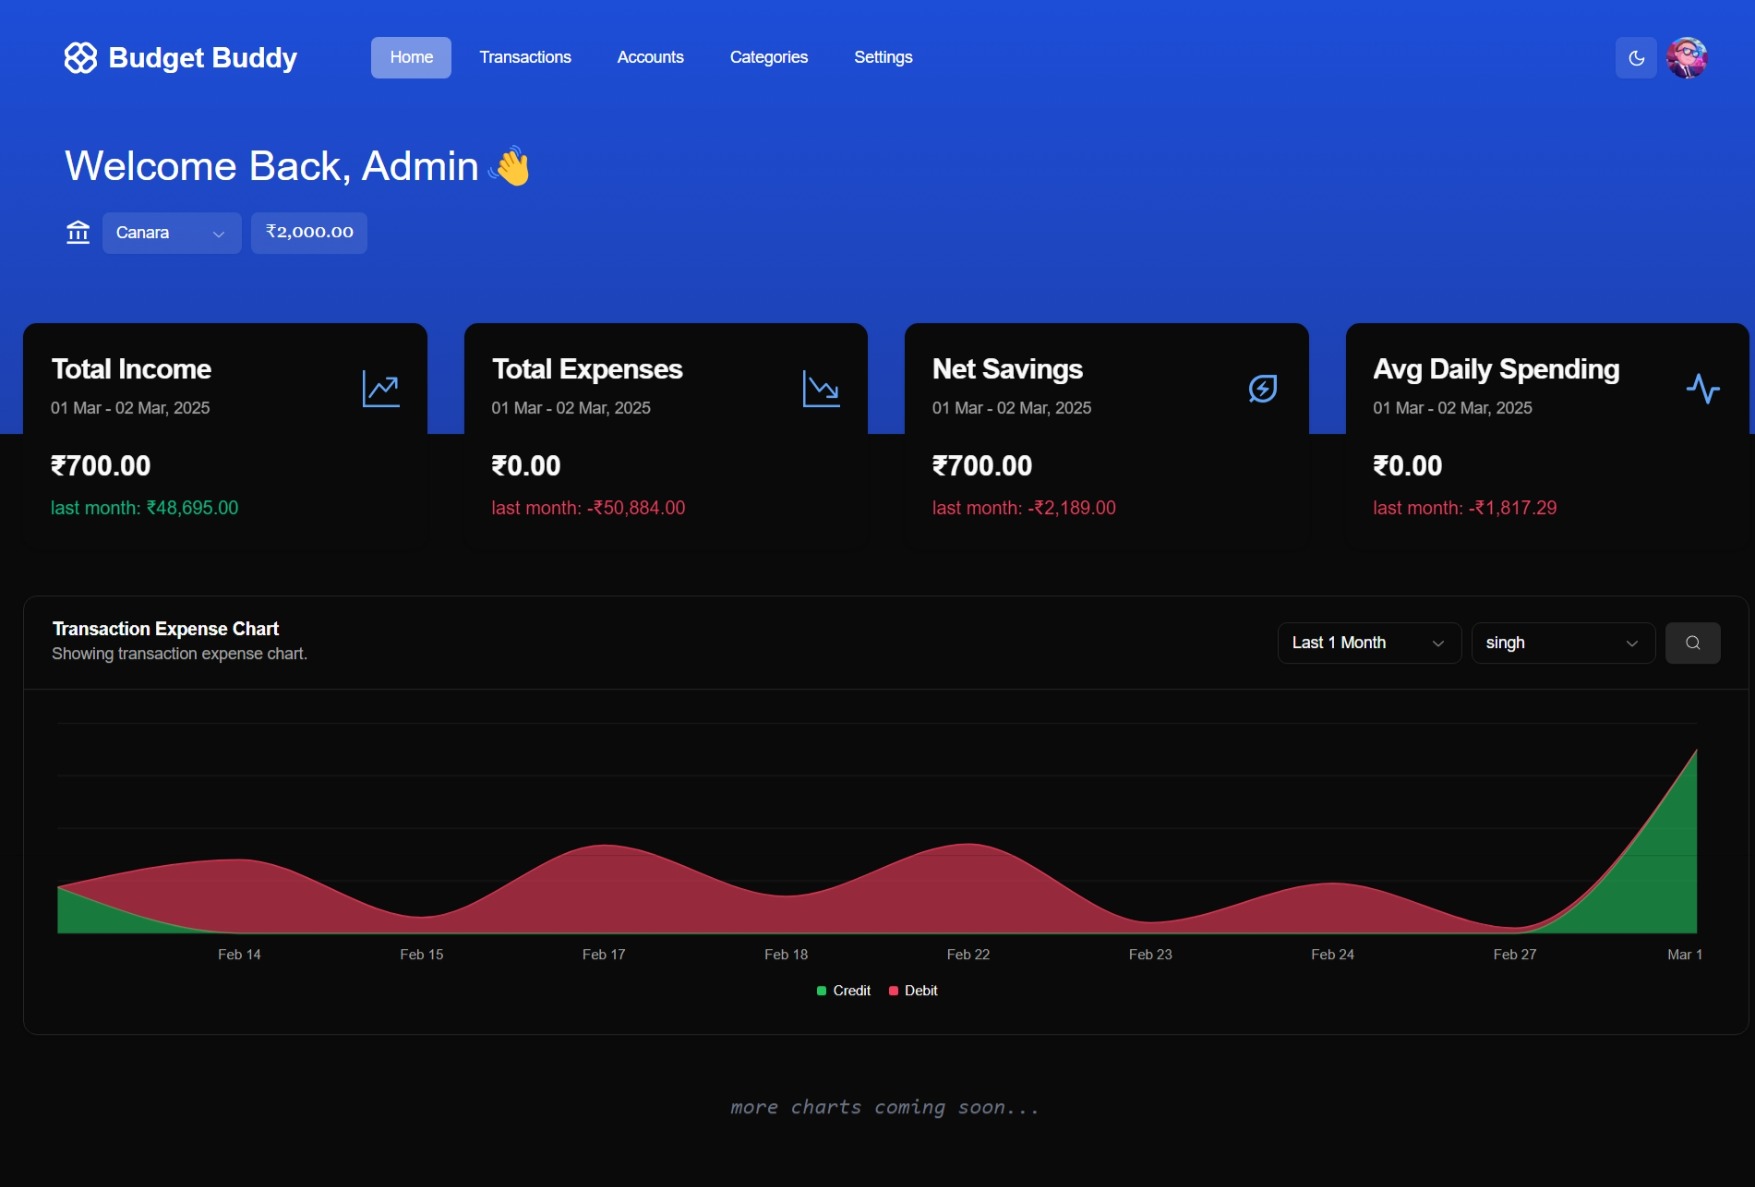 Budget Buddy
Home Transactions Accounts Categories Settings
Welcome Back, Admin 👋
Canara ₹2,000.00
Total Income
01 Mar - 02 Mar, 2025
₹700.00
last month: ₹48,695.00
Total Expenses
01 Mar - 02 Mar, 2025
₹0.00
last month: -₹50,884.00
Net Savings
01 Mar - 02 Mar, 2025
₹700.00
last month: -₹2,189.00
Avg Daily Spending
01 Mar - 02 Mar, 2025
₹0.00
last month: -₹1,817.29
Transaction Expense Chart
Showing transaction expense chart.
Last 1 Month singh
Feb 14 Feb 15 Feb 17 Feb 18 Feb 22 Feb 23 Feb 24 Feb 27 Mar 1
Credit Debit
more charts coming soon...